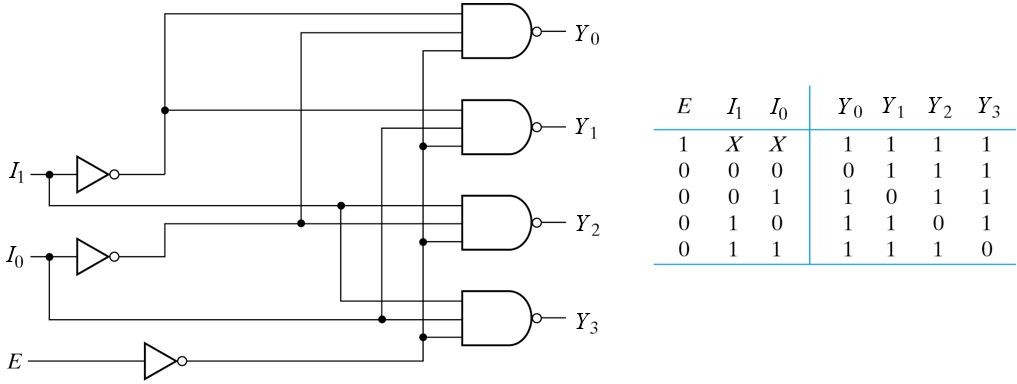 Y0
Y1
I1
Y2
I0
Y3
E
E I1 I0 Y0 Y1 Y2 Y3
1 X X 1 1 1 1
0 0 0 0 1 1 1
0 0 1 1 0 1 1
0 1 0 1 1 0 1
0 1 1 1 1 1 0